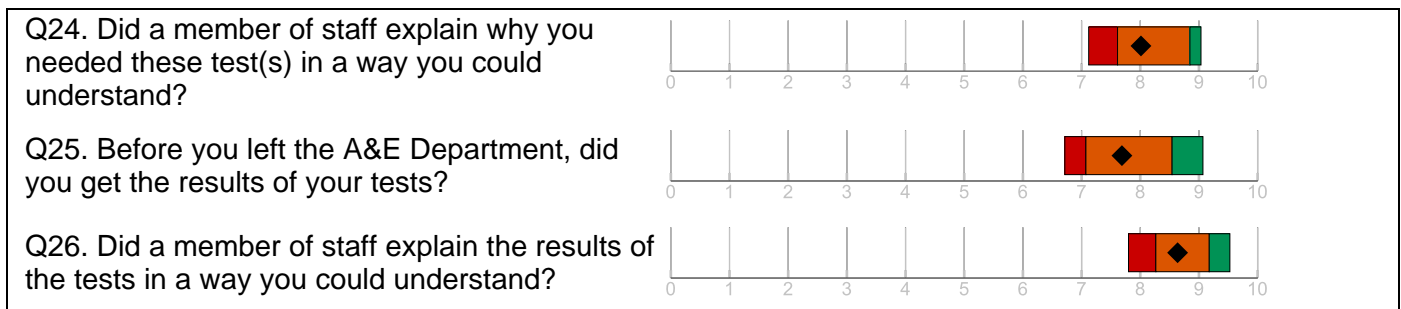 Q24. Did a member of staff explain why you
needed these test(s) in a way you could
understand?
0 1 2 3 4 5 6 7 8 9 10
Q25. Before you left the A&E Department, did
you get the results of your tests?
0 1 2 3 4 5 6 7 8 9 10
Q26. Did a member of staff explain the results of
the tests in a way you could understand?
0 1 2 3 4 5 6 7 8 9 10